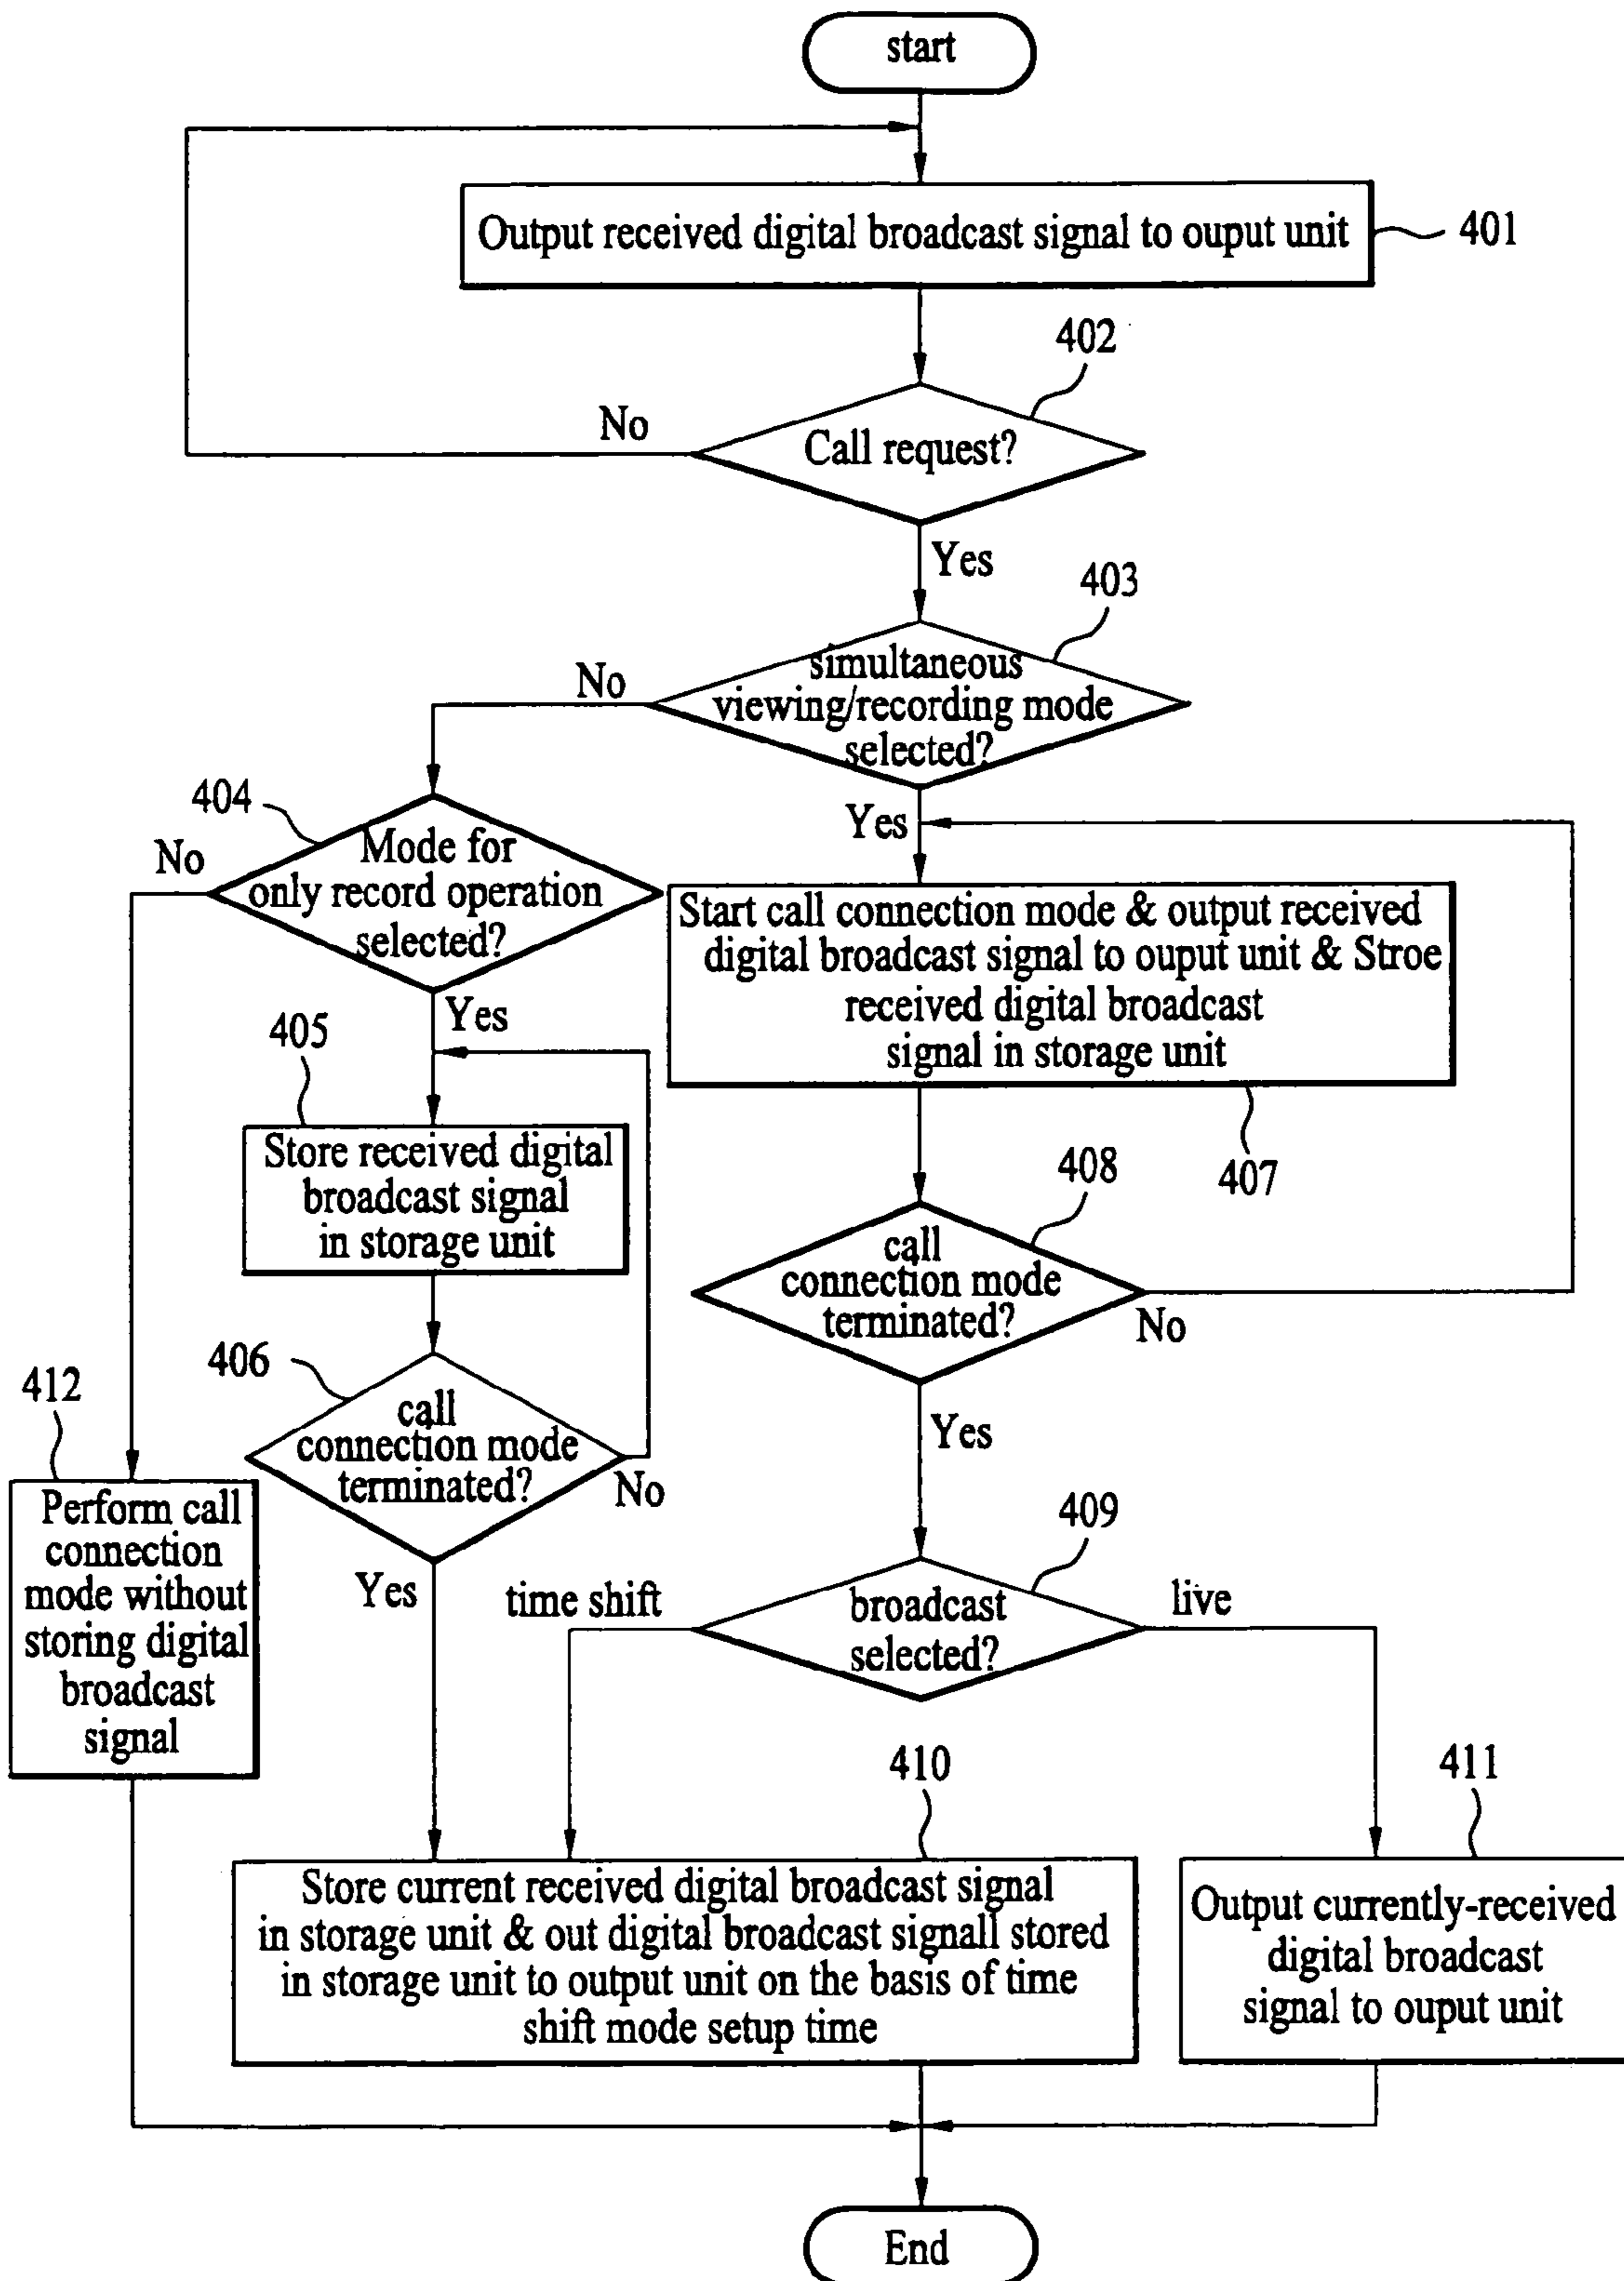 start
Output received digital broadcast signal to ouput unit
401
402
Call request?
No
Yes
403
simultaneous
viewing/recording mode
selected?
No
Yes
404
Mode for
only record operation
selected?
No
Yes
Start call connection mode & output received
digital broadcast signal to ouput unit & Stroe
received digital broadcast
signal in storage unit
407
405
Store received digital
broadcast signal
in storage unit
408
call
connection mode
terminated?
No
Yes
406
call
connection mode
terminated?
No
Yes
412
Perform call
connection
mode without
storing digital
broadcast
signal
409
broadcast
selected?
time shift
live
410
Store current received digital broadcast signal
in storage unit & out digital broadcast signall stored
in storage unit to output unit on the basis of time
shift mode setup time
411
Output currently-received
digital broadcast
signal to ouput unit
End